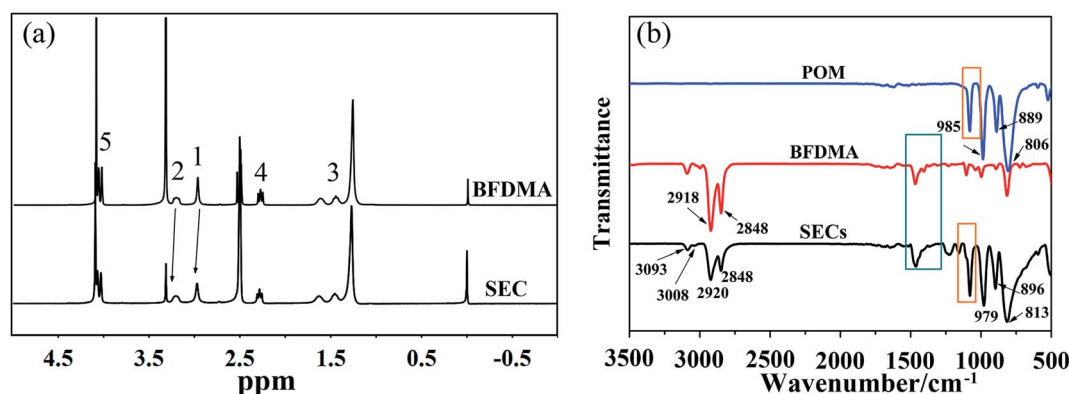 (a)
5
2
1
4
3
BFDMA
SEC
4.5 3.5 2.5 1.5 0.5 -0.5
ppm
(b)
POM
985
889
806
BFDMA
2918
2848
SECs
3093
3008
2920
2848
979
896
813
Transmittance
3500 3000 2500 2000 1500 1000 500
Wavenumber/cm⁻¹